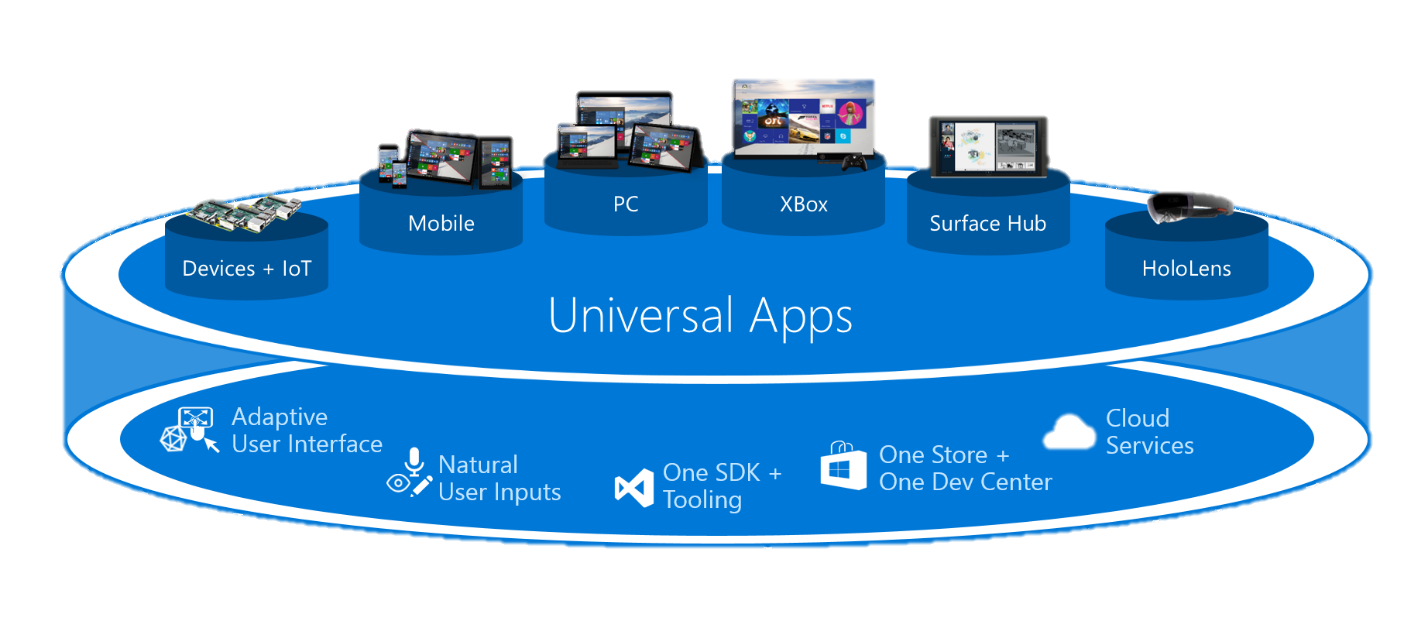 Devices + IoT
Mobile
PC
XBox
Surface Hub
HoloLens
Universal Apps
Adaptive
User Interface
Natural
User Inputs
One SDK +
Tooling
One Store +
One Dev Center
Cloud
Services